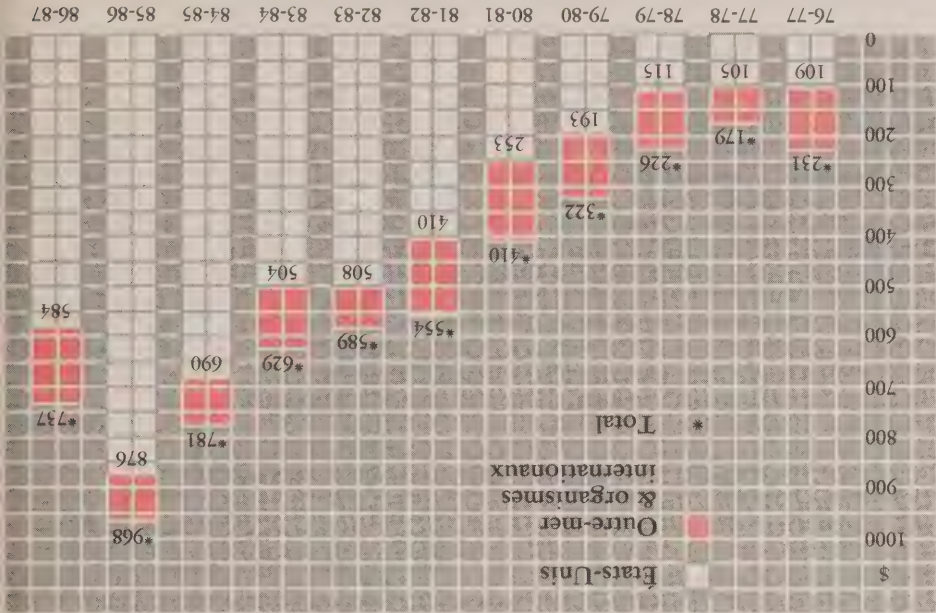 $ États-Unis
1000 Outre-mer *968
& organismes
900 internationaux
876
800
* Total *781
*737
700
690
*629
*589
600
*554
584
500
508 504
*410
400
410
*322
300
253
*231 *179 *226
200
193
100
109 105 115
0
76-77 77-78 78-79 79-80 80-81 81-82 82-83 83-84 84-85 85-86 86-87